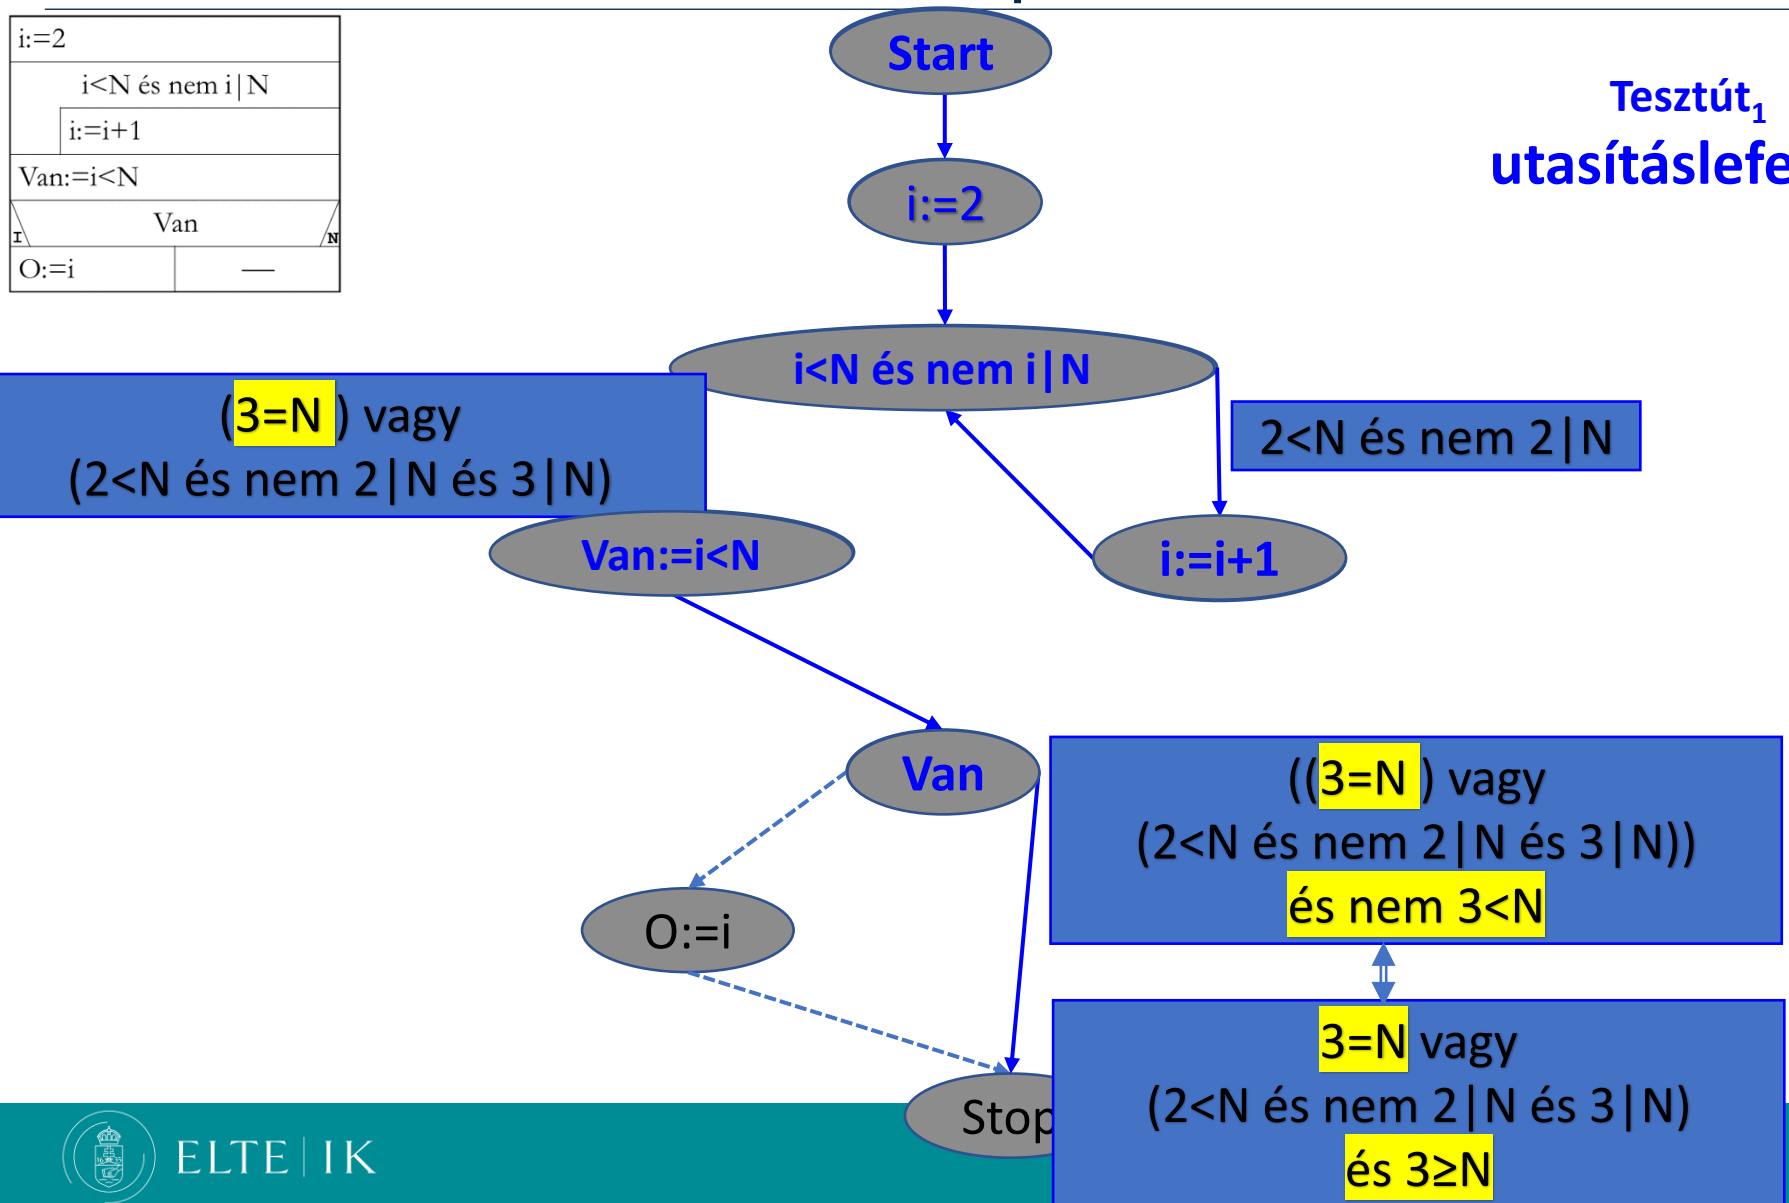 i:=2
i<N és nem i|N
i:=i+1
Van:=i<N
Van
I
N
O:=i
—
Start
Tesztút₁
i:=2
i<N és nem i|N
(3=N ) vagy
(2<N és nem 2|N és 3|N)
2<N és nem 2|N
Van:=i<N
i:=i+1
Van
((3=N ) vagy
(2<N és nem 2|N és 3|N))
és nem 3<N
O:=i
3=N vagy
(2<N és nem 2|N és 3|N)
és 3≥N
Stop
ELTE | IK